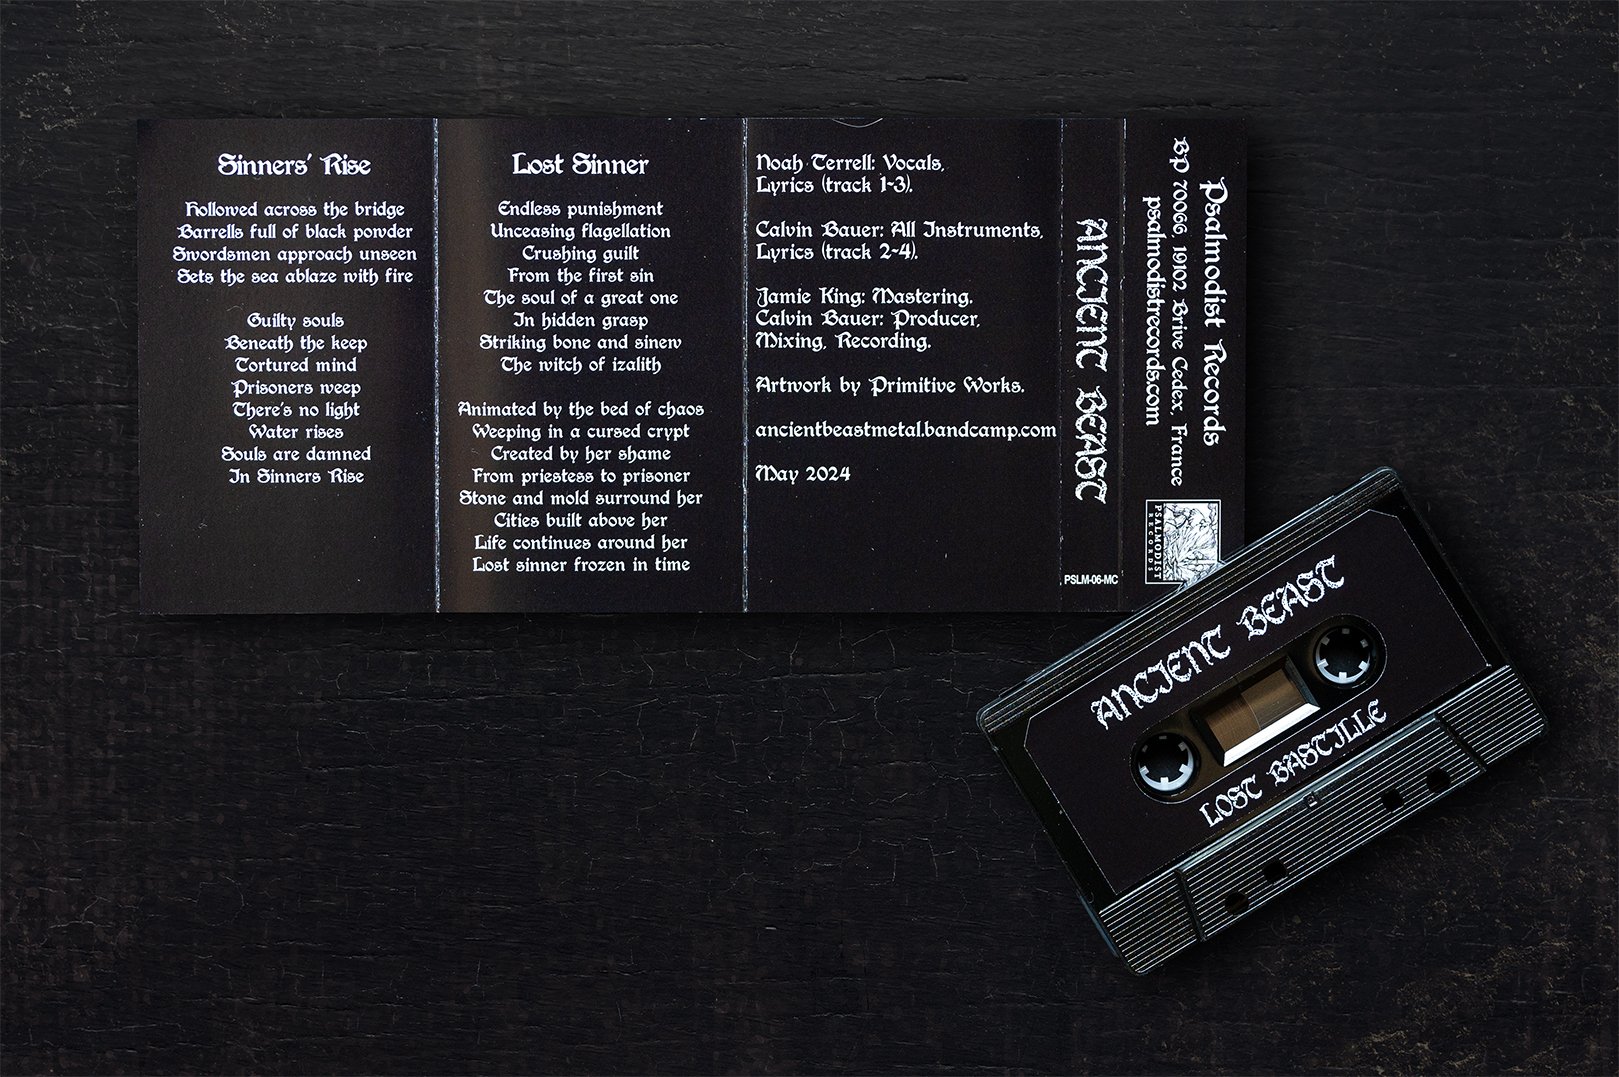 Sinners' Rise
Hollowed across the bridge
Barrells full of black powder
Swordsmen approach unseen
Sets the sea ablaze with fire
Guilty souls
Beneath the keep
Tortured mind
Prisoners weep
There's no light
Water rises
Souls are damned
In Sinners Rise
Lost Sinner
Endless punishment
Unceasing flagellation
Crushing guilt
From the first sin
The soul of a great one
In hidden grasp
Striking bone and sinew
The witch of izalith
Animated by the bed of chaos
Weeping in a cursed crypt
Created by her shame
From priestess to prisoner
Stone and mold surround her
Cities built above her
Life continues around her
Lost sinner frozen in time
Noah Terrell: Vocals,
Lyrics (track 1-3).
Calvin Bauer: All Instruments,
Lyrics (track 2-4).
Jamie King: Mastering.
Calvin Bauer: Producer,
Mixing, Recording.
Artwork by Primitive Works.
ancientbeastmetal.bandcamp.com
May 2024
ANCIENT BEAST
PSLM-06-MC
Psalmodist Records
BP 70066, 19102 Brive Cedex, France
psalmodistrecords.com
PSALMODIST
RECORDS
ANCIENT BEAST
LOST BASTILLE